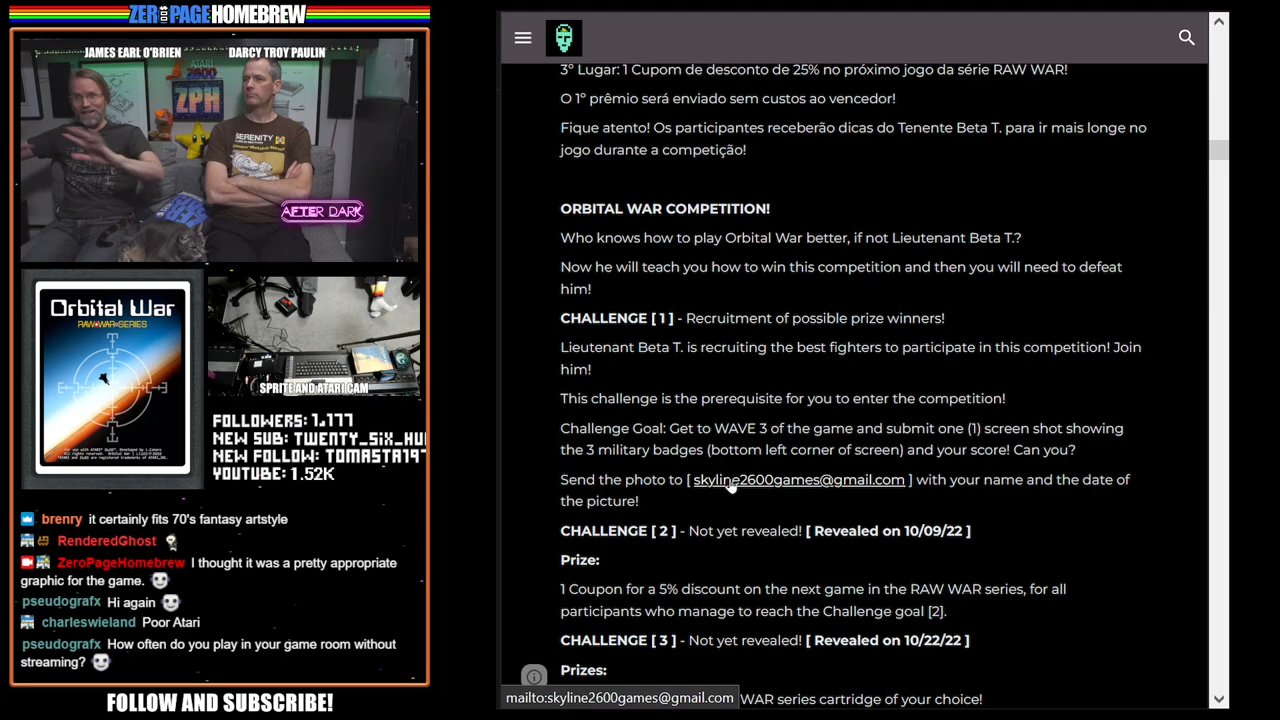 ZEROPAGE HOMEBREW
JAMES EARL O'BRIEN
DARCY TROY PAULIN
ATARI
2600
ZPH
SERENITY
AFTER DARK
Orbital War
RAW WAR SERIES
SPRITE AND ATARI CAM
FOLLOWERS: 1,177
NEW SUB: TWENTY_SIX_HU
NEW FOLLOW: TOMASTA197
YOUTUBE: 1.52K
brenry it certainly fits 70's fantasy artstyle
RenderedGhost
ZeroPageHomebrew I thought it was a pretty appropriate
graphic for the game.
pseudografx Hi again
charleswieland Poor Atari
pseudografx How often do you play in your game room without
streaming?
FOLLOW AND SUBSCRIBE!
3º Lugar: 1 Cupom de desconto de 25% no próximo jogo da série RAW WAR!
O 1º prêmio será enviado sem custos ao vencedor!
Fique atento! Os participantes receberão dicas do Tenente Beta T. para ir mais longe no
jogo durante a competição!
ORBITAL WAR COMPETITION!
Who knows how to play Orbital War better, if not Lieutenant Beta T.?
Now he will teach you how to win this competition and then you will need to defeat
him!
CHALLENGE [ 1 ] - Recruitment of possible prize winners!
Lieutenant Beta T. is recruiting the best fighters to participate in this competition! Join
him!
This challenge is the prerequisite for you to enter the competition!
Challenge Goal: Get to WAVE 3 of the game and submit one (1) screen shot showing
the 3 military badges (bottom left corner of screen) and your score! Can you?
Send the photo to [ skyline2600games@gmail.com ] with your name and the date of
the picture!
CHALLENGE [ 2 ] - Not yet revealed! [ Revealed on 10/09/22 ]
Prize:
1 Coupon for a 5% discount on the next game in the RAW WAR series, for all
participants who manage to reach the Challenge goal [2].
CHALLENGE [ 3 ] - Not yet revealed! [ Revealed on 10/22/22 ]
Prizes:
WAR series cartridge of your choice!
mailto:skyline2600games@gmail.com